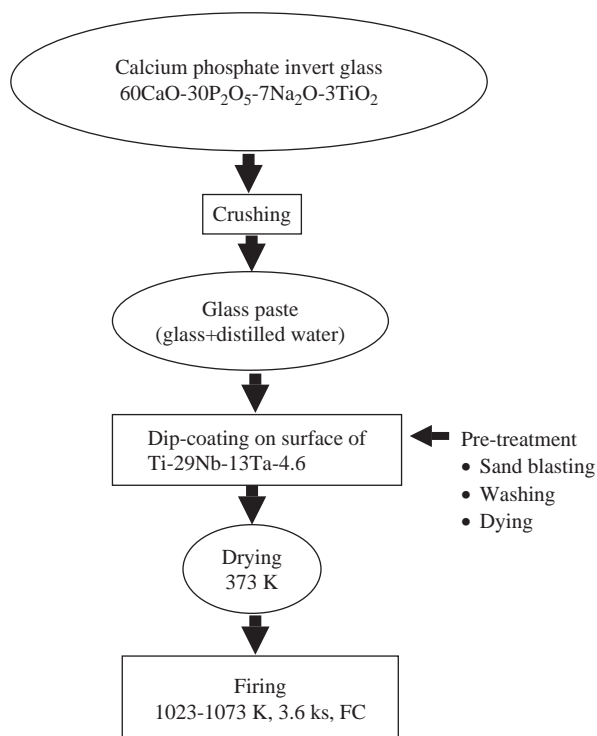 Calcium phosphate invert glass
60CaO-30P₂O₅-7Na₂O-3TiO₂
Crushing
Glass paste
(glass+distilled water)
Dip-coating on surface of
Ti-29Nb-13Ta-4.6
Pre-treatment
• Sand blasting
• Washing
• Dying
Drying
373 K
Firing
1023-1073 K, 3.6 ks, FC